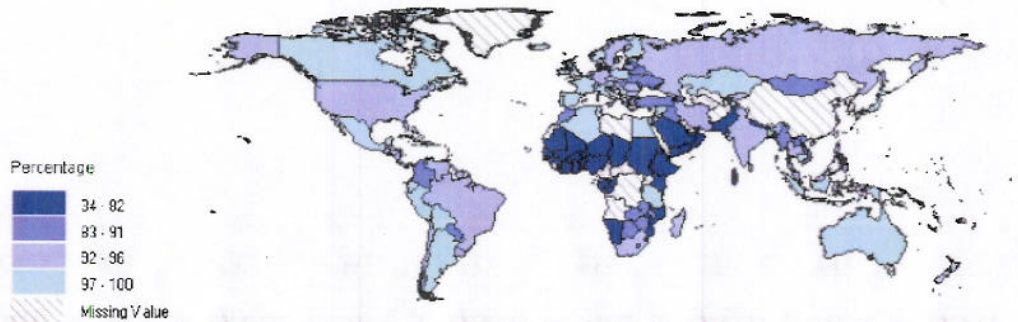 Percentage
34 - 82
83 - 91
92 - 96
97 - 100
Missing Value